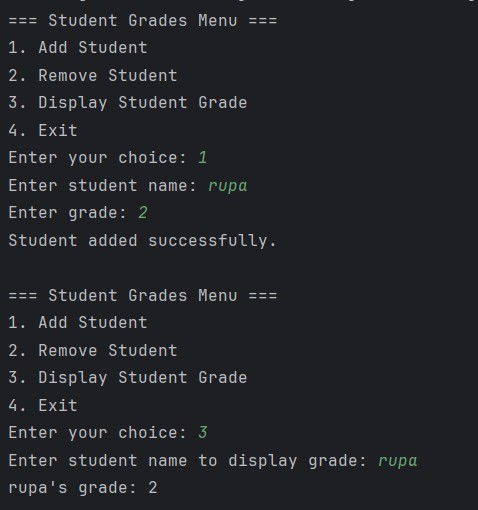 === Student Grades Menu ===
1. Add Student
2. Remove Student
3. Display Student Grade
4. Exit
Enter your choice: 1
Enter student name: rupa
Enter grade: 2
Student added successfully.

=== Student Grades Menu ===
1. Add Student
2. Remove Student
3. Display Student Grade
4. Exit
Enter your choice: 3
Enter student name to display grade: rupa
rupa's grade: 2